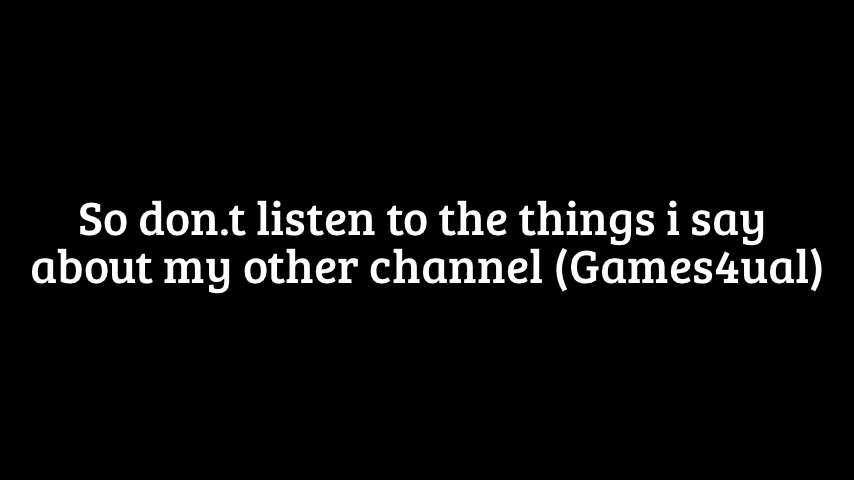 So don.t listen to the things i say
about my other channel (Games4ual)